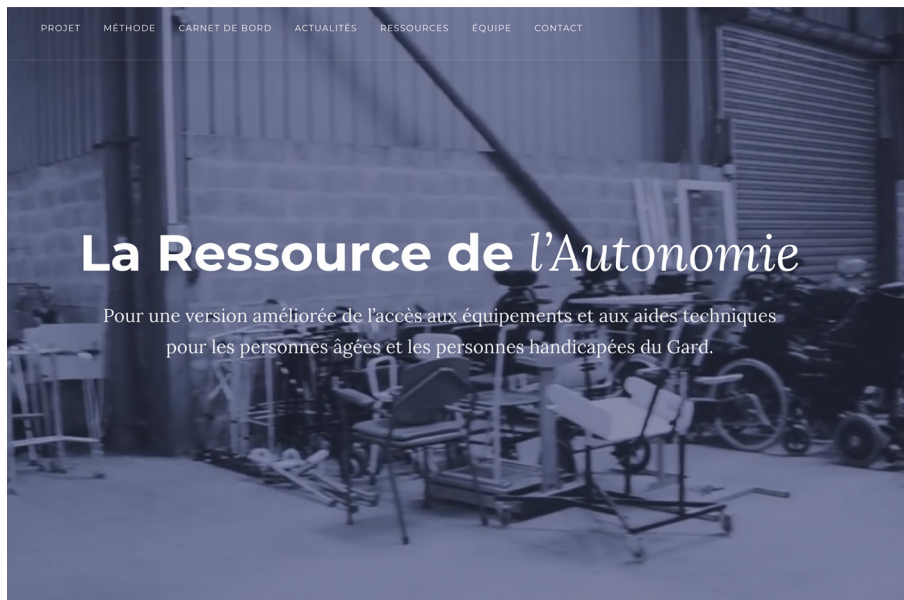 PROJET MÉTHODE CARNET DE BORD ACTUALITÉS RESSOURCES ÉQUIPE CONTACT
La Ressource de l’Autonomie
Pour une version améliorée de l’accès aux équipements et aux aides techniques
pour les personnes âgées et les personnes handicapées du Gard.